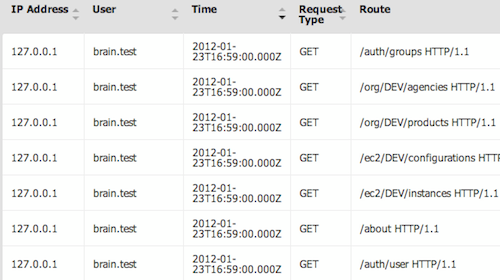 IP Address User Time Request Type Route
127.0.0.1 brain.test 2012-01-23T16:59:00.000Z GET /auth/groups HTTP/1.1
127.0.0.1 brain.test 2012-01-23T16:59:00.000Z GET /org/DEV/agencies HTTP/1.1
127.0.0.1 brain.test 2012-01-23T16:59:00.000Z GET /org/DEV/products HTTP/1.1
127.0.0.1 brain.test 2012-01-23T16:59:00.000Z GET /ec2/DEV/configurations HTTP
127.0.0.1 brain.test 2012-01-23T16:59:00.000Z GET /ec2/DEV/instances HTTP/1.1
127.0.0.1 brain.test 2012-01-23T16:59:00.000Z GET /about HTTP/1.1
127.0.0.1 brain.test 2012-01-23T16:59:00.000Z GET /auth/user HTTP/1.1